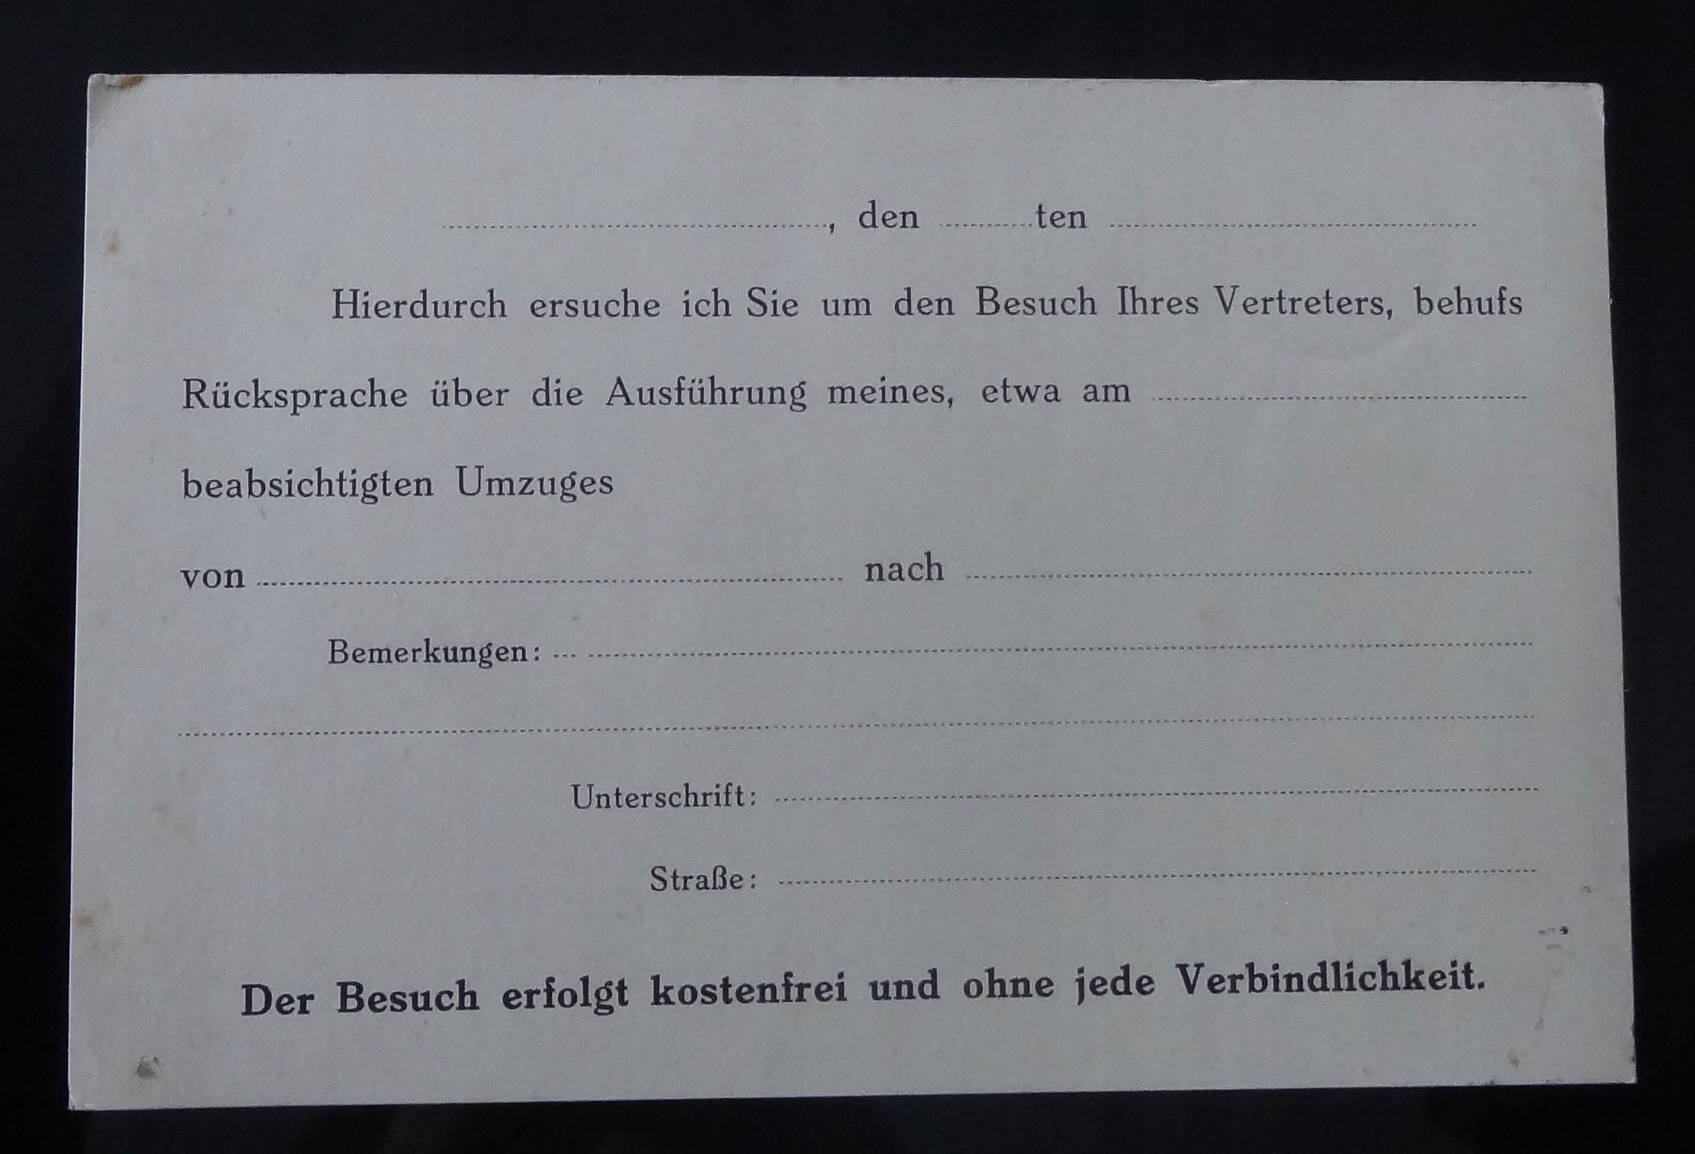 ........................, den ........ten ........................
Hierdurch ersuche ich Sie um den Besuch Ihres Vertreters, behufs
Rücksprache über die Ausführung meines, etwa am ........................
beabsichtigten Umzuges
von ........................ nach ........................
Bemerkungen: ... ........................
........................
Unterschrift: ........................
Straße: ........................
Der Besuch erfolgt kostenfrei und ohne jede Verbindlichkeit.